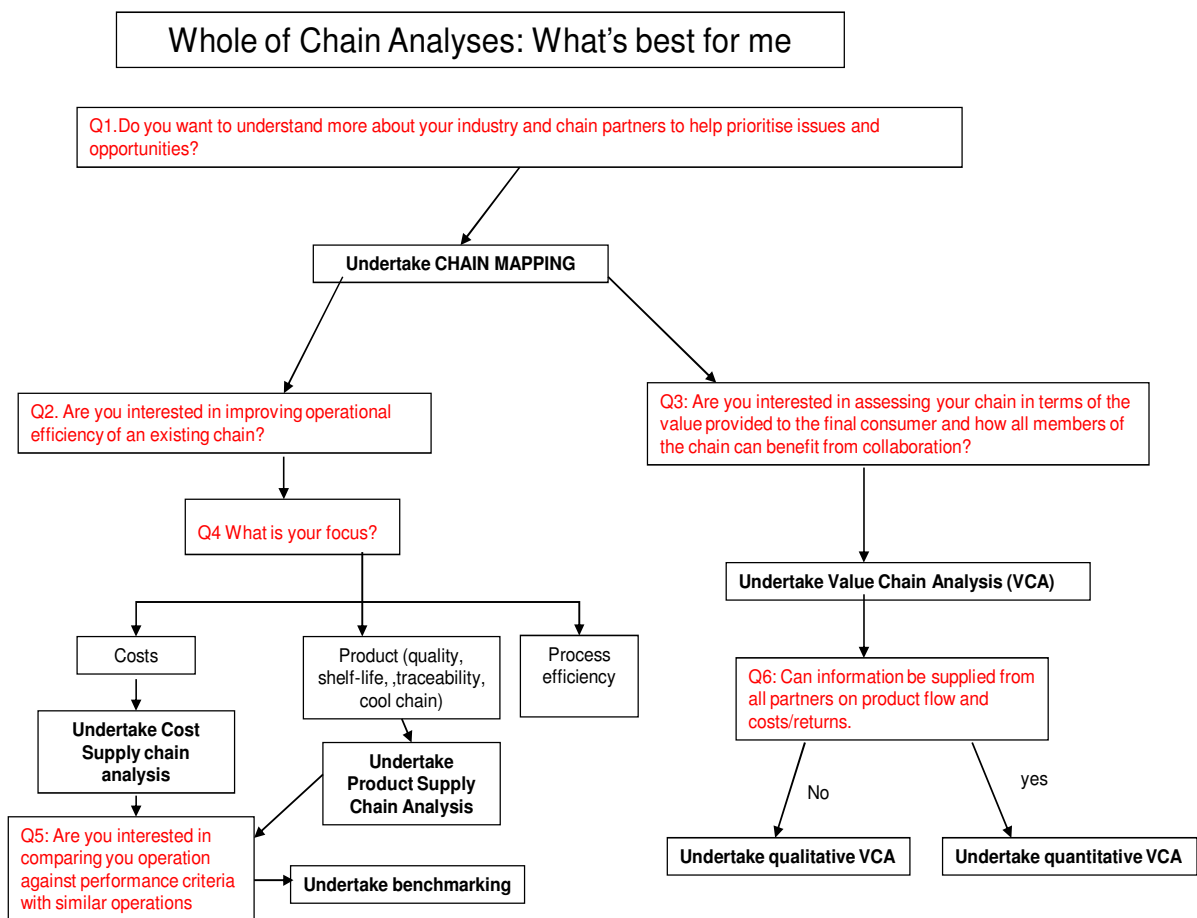 Whole of Chain Analyses: What's best for me
Q1.Do you want to understand more about your industry and chain partners to help prioritise issues and
opportunities?
Undertake CHAIN MAPPING
Q2. Are you interested in improving operational
efficiency of an existing chain?
Q3: Are you interested in assessing your chain in terms of the
value provided to the final consumer and how all members of
the chain can benefit from collaboration?
Q4 What is your focus?
Undertake Value Chain Analysis (VCA)
Costs
Product (quality,
shelf-life, ,traceability,
cool chain)
Process
efficiency
Q6: Can information be supplied from
all partners on product flow and
costs/returns.
Undertake Cost
Supply chain
analysis
Undertake
Product Supply
Chain Analysis
No
yes
Q5: Are you interested in
comparing you operation
against performance criteria
with similar operations
Undertake benchmarking
Undertake qualitative VCA
Undertake quantitative VCA